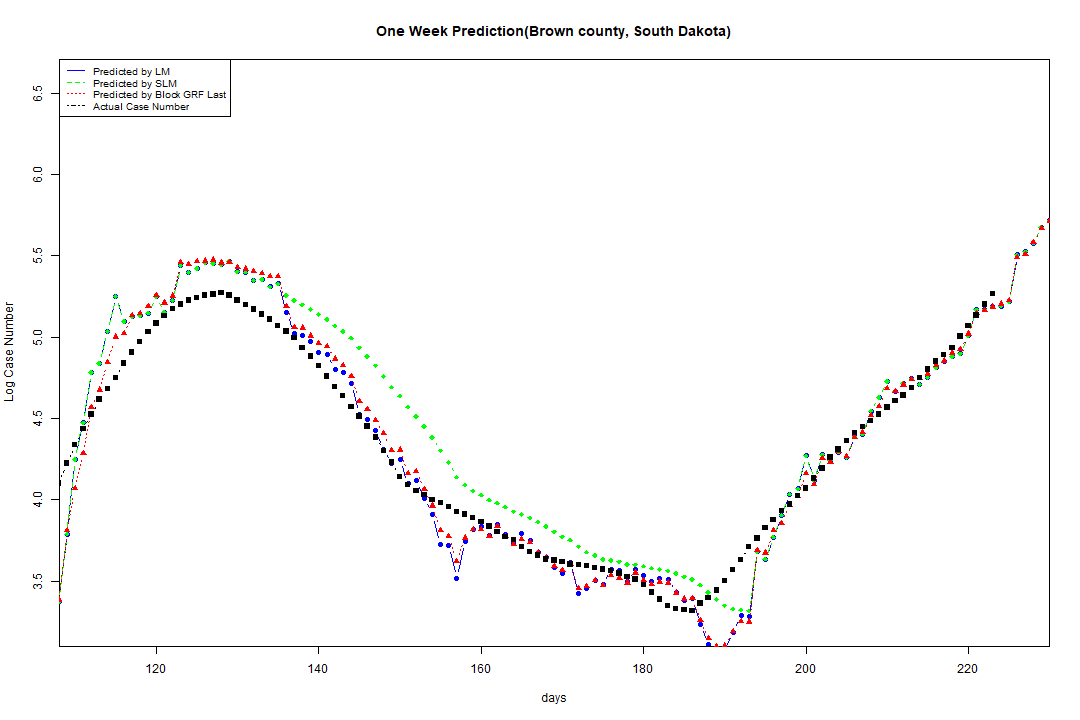 One Week Prediction(Brown county, South Dakota)
Predicted by LM
Predicted by SLM
Predicted by Block GRF Last
Actual Case Number
6.5
6.0
5.5
5.0
4.5
4.0
3.5
Log Case Number
120 140 160 180 200 220
days